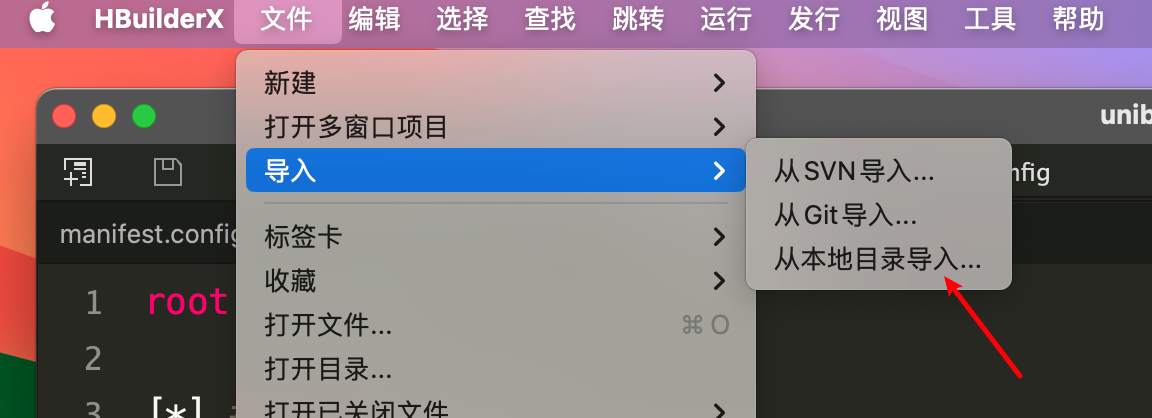 HBuilderX 文件 编辑 选择 查找 跳转 运行 发行 视图 工具 帮助
新建
打开多窗口项目
导入
从SVN导入...
从Git导入...
从本地目录导入...
标签卡
收藏
打开文件... ⌘ O
打开目录...
打开已关闭文件
manifest.config
1 root
2
3 [*]